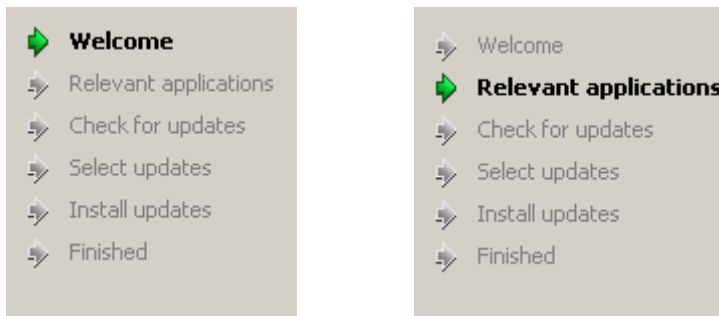 Welcome
Relevant applications
Check for updates
Select updates
Install updates
Finished
Welcome
Relevant applications
Check for updates
Select updates
Install updates
Finished